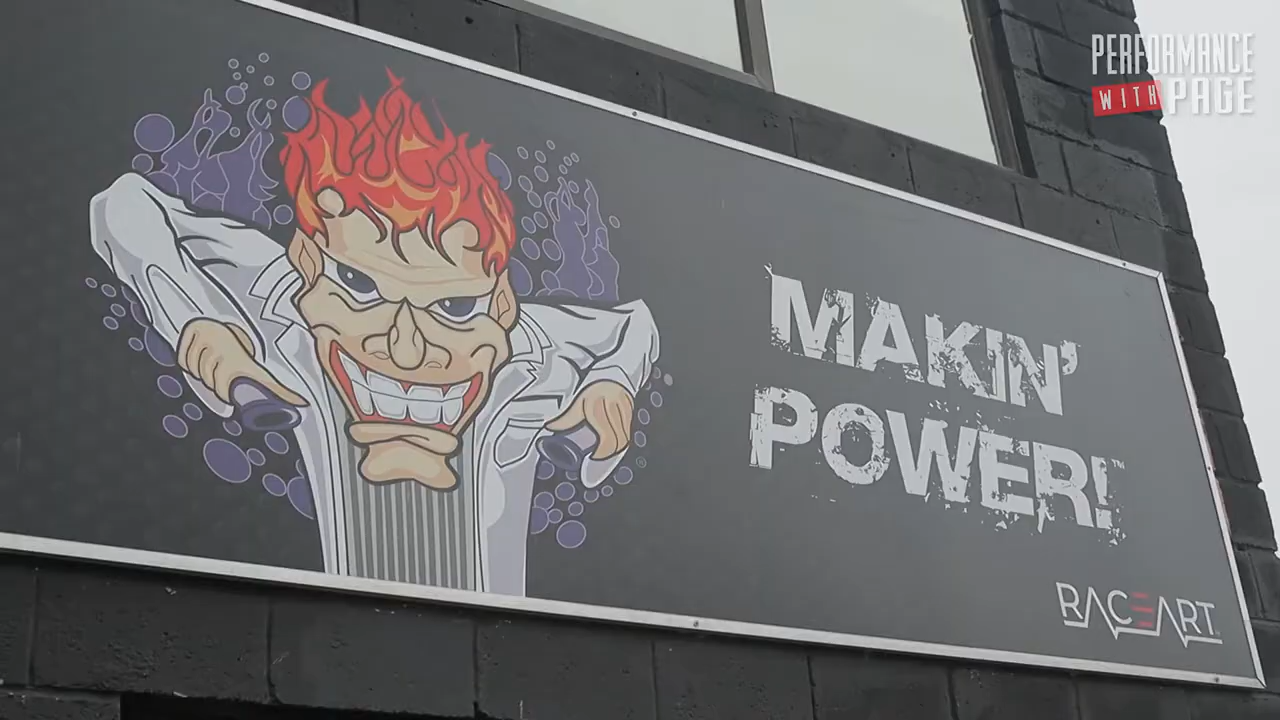 PERFORMANCE
WITH PAGE
MAKIN'
POWER!™
RACEART